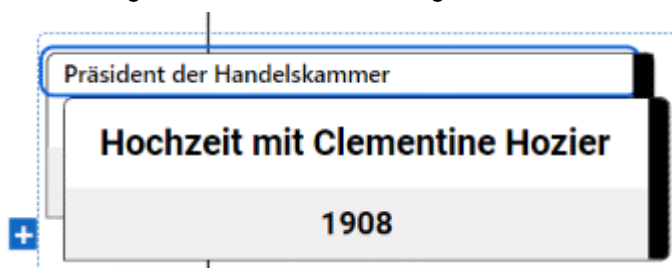 Präsident der Handelskammer
Hochzeit mit Clementine Hozier
1908